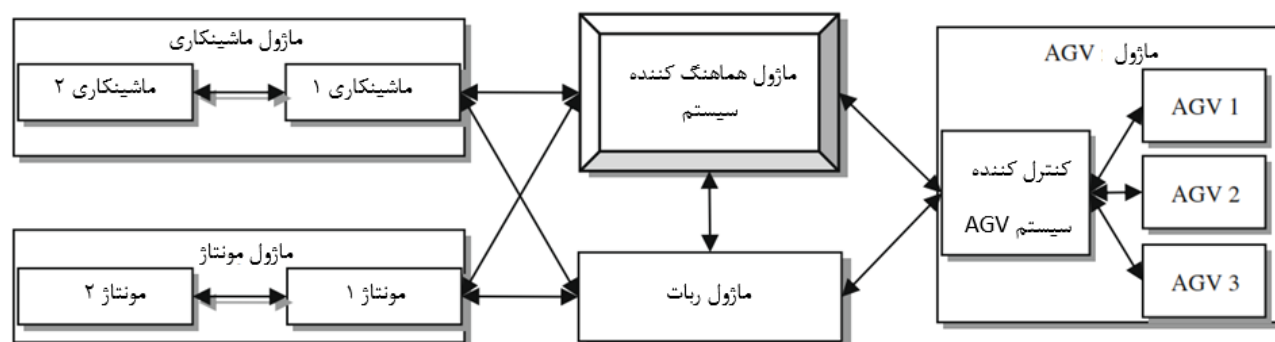 ماژول ماشینکاری
ماشینکاری ۱
ماشینکاری ۲
ماژول هماهنگ کننده
سیستم
ماژول AGV :
AGV 1
AGV 2
AGV 3
کنترل کننده
سیستم AGV
ماژول مونتاژ
مونتاژ ۱
مونتاژ ۲
ماژول ربات